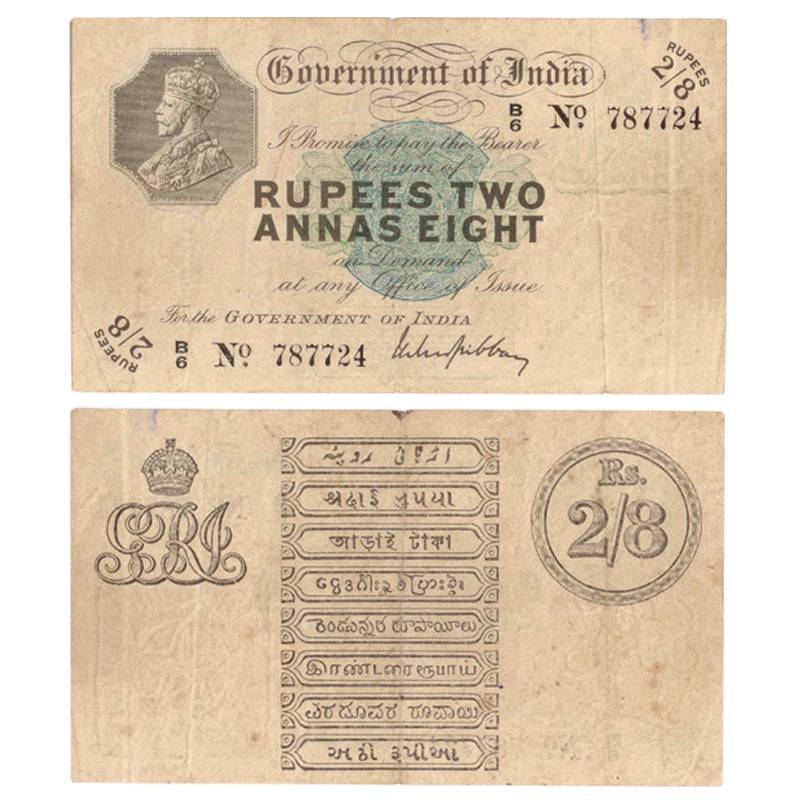 Government of India
RUPEES
2/8
B/6 No. 787724
I Promise to pay the Bearer
the sum of
RUPEES TWO
ANNAS EIGHT
on Demand
at any Office of Issue
For the GOVERNMENT OF INDIA
RUPEES
2/8
B/6 No. 787724
GRI
अढाई रुपया
আড়াই টাকা
రెండున్నర రూపాయీలు
இரண்டரைரூபாய்
ಎರಡೂವರೆ ರೂಪಾಯಿ
અઢી રૂપીઆ
Rs.
2/8